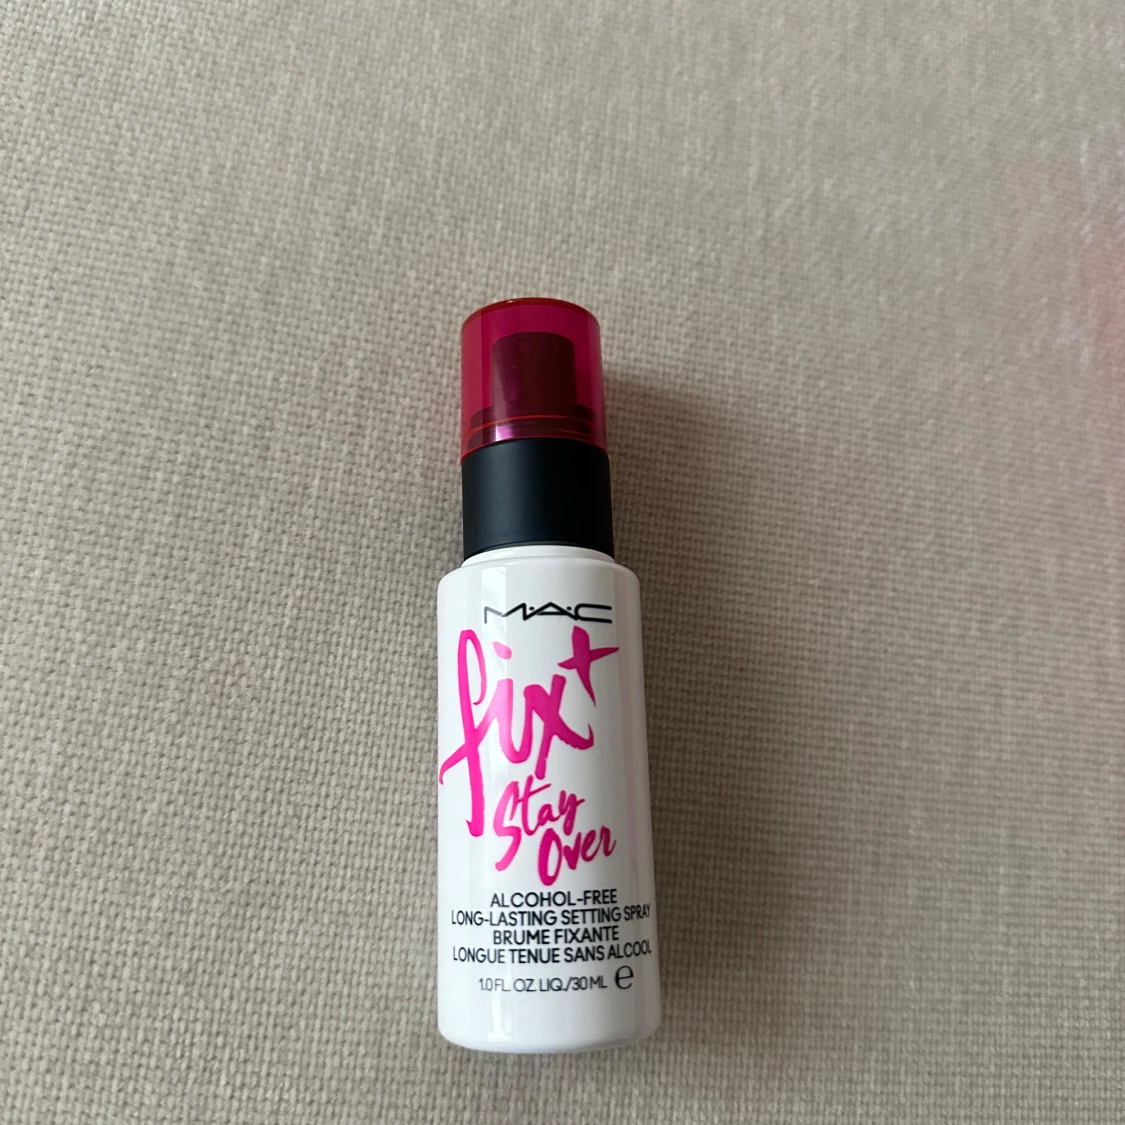 M·A·C
fix+
Stay
Over
ALCOHOL-FREE
LONG-LASTING SETTING SPRAY
BRUME FIXANTE
LONGUE TENUE SANS ALCOOL
1.0 FL. OZ. LIQ./30 ML ℮